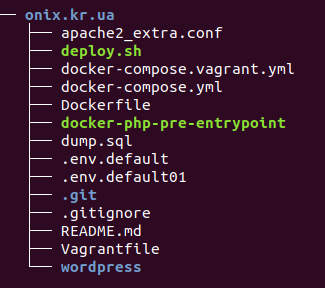 onix.kr.ua
apache2_extra.conf
deploy.sh
docker-compose.vagrant.yml
docker-compose.yml
Dockerfile
docker-php-pre-entrypoint
dump.sql
.env.default
.env.default01
.git
.gitignore
README.md
Vagrantfile
wordpress